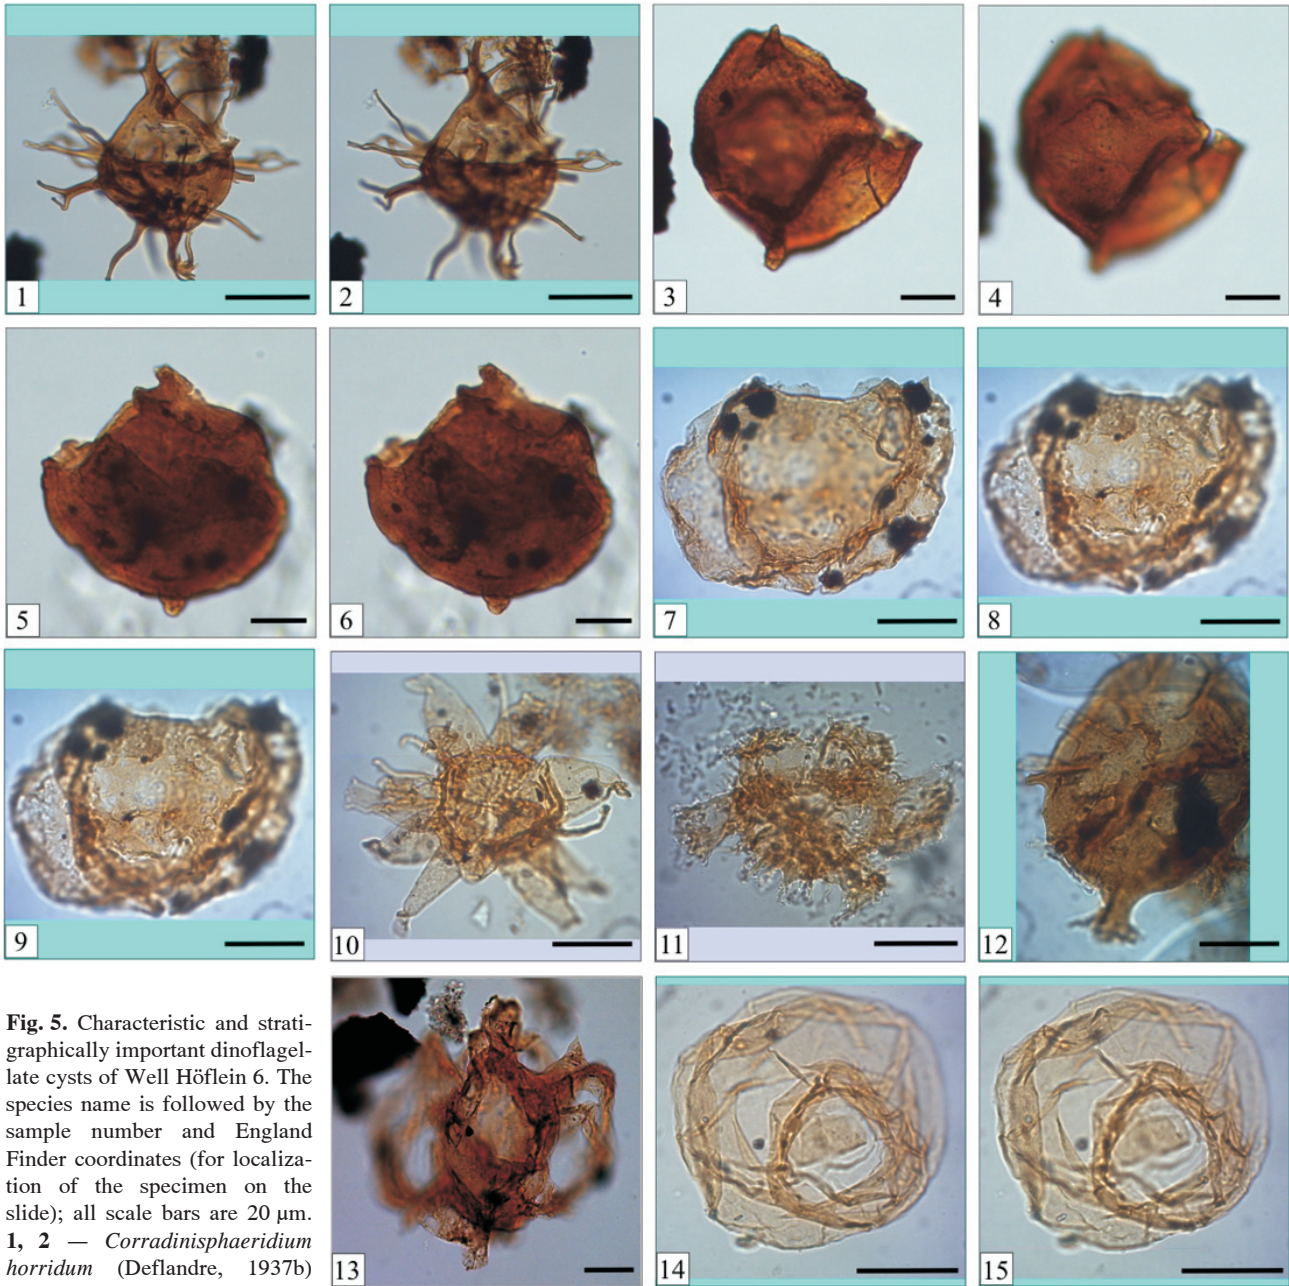 1
2
3
4
5
6
7
8
9
10
11
12
Fig. 5. Characteristic and strati-
graphically important dinoflagel-
late cysts of Well Höflein 6. The
species name is followed by the
sample number and England
Finder coordinates (for localiza-
tion of the specimen on the
slide); all scale bars are 20 µm.
1, 2 — Corradinisphaeridium
horridum (Deflandre, 1937b)
13
14
15